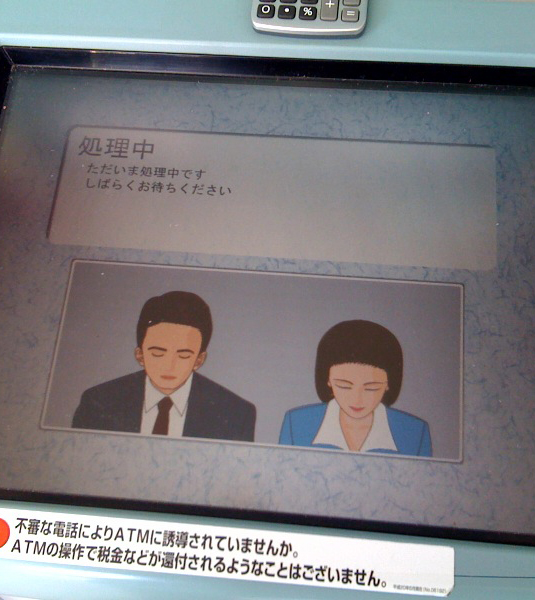 0 • % + =
処理中
ただいま処理中です
しばらくお待ちください
不審な電話によりATMに誘導されていませんか。
ATMの操作で税金などが還付されるようなことはございません。